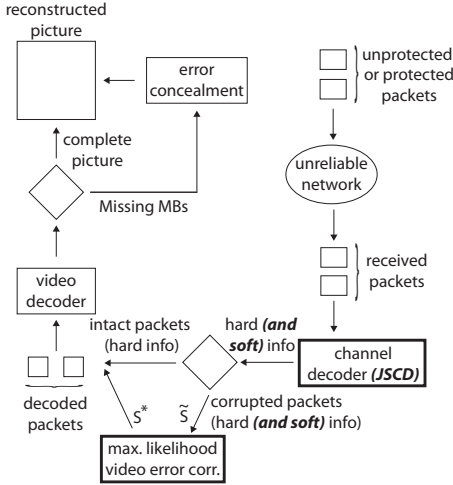 reconstructed
picture
error
concealment
unprotected
or protected
packets
complete
picture
unreliable
network
Missing MBs
received
packets
video
decoder
intact packets
(hard info)
hard (and
soft) info
channel
decoder (JSCD)
decoded
packets
S*
S̃
corrupted packets
(hard (and soft) info)
max. likelihood
video error corr.